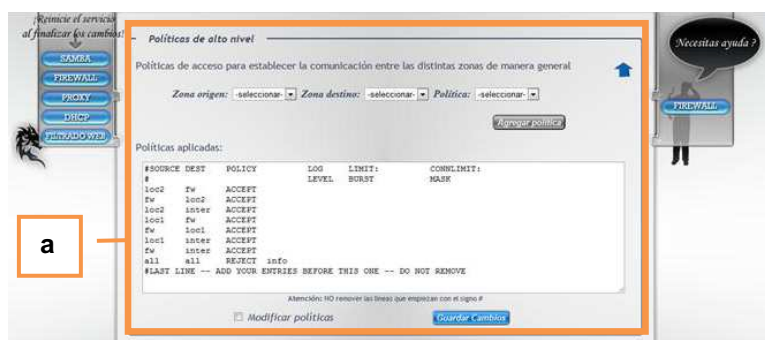 ¡Reinicie el servicio
al finalizar los cambios!
SAMBA
FIREWALL
PROXY
DHCP
FILTRADO WEB
Políticas de alto nivel
Políticas de acceso para establecer la comunicación entre las distintas zonas de manera general
Zona origen: -seleccionar- Zona destino: -seleccionar- Política: -seleccionar-
Agregar política
Políticas aplicadas:
#SOURCE DEST POLICY LOG LIMIT: CONNLIMIT:
# LEVEL BURST MASK
loc2 fw ACCEPT
fw loc2 ACCEPT
loc2 inter ACCEPT
loc1 fw ACCEPT
fw loc1 ACCEPT
loc1 inter ACCEPT
fw inter ACCEPT
all all REJECT info
#LAST LINE -- ADD YOUR ENTRIES BEFORE THIS ONE -- DO NOT REMOVE
Atención: NO remover las líneas que empiezan con el signo #
Modificar políticas
Guardar Cambios
Necesitas ayuda ?
FIREWALL
a